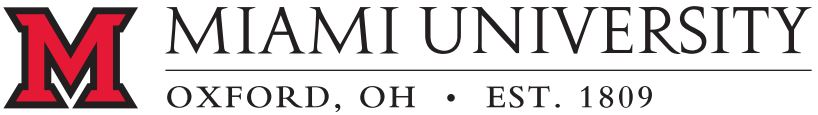 M MIAMI UNIVERSITY
OXFORD, OH • EST. 1809